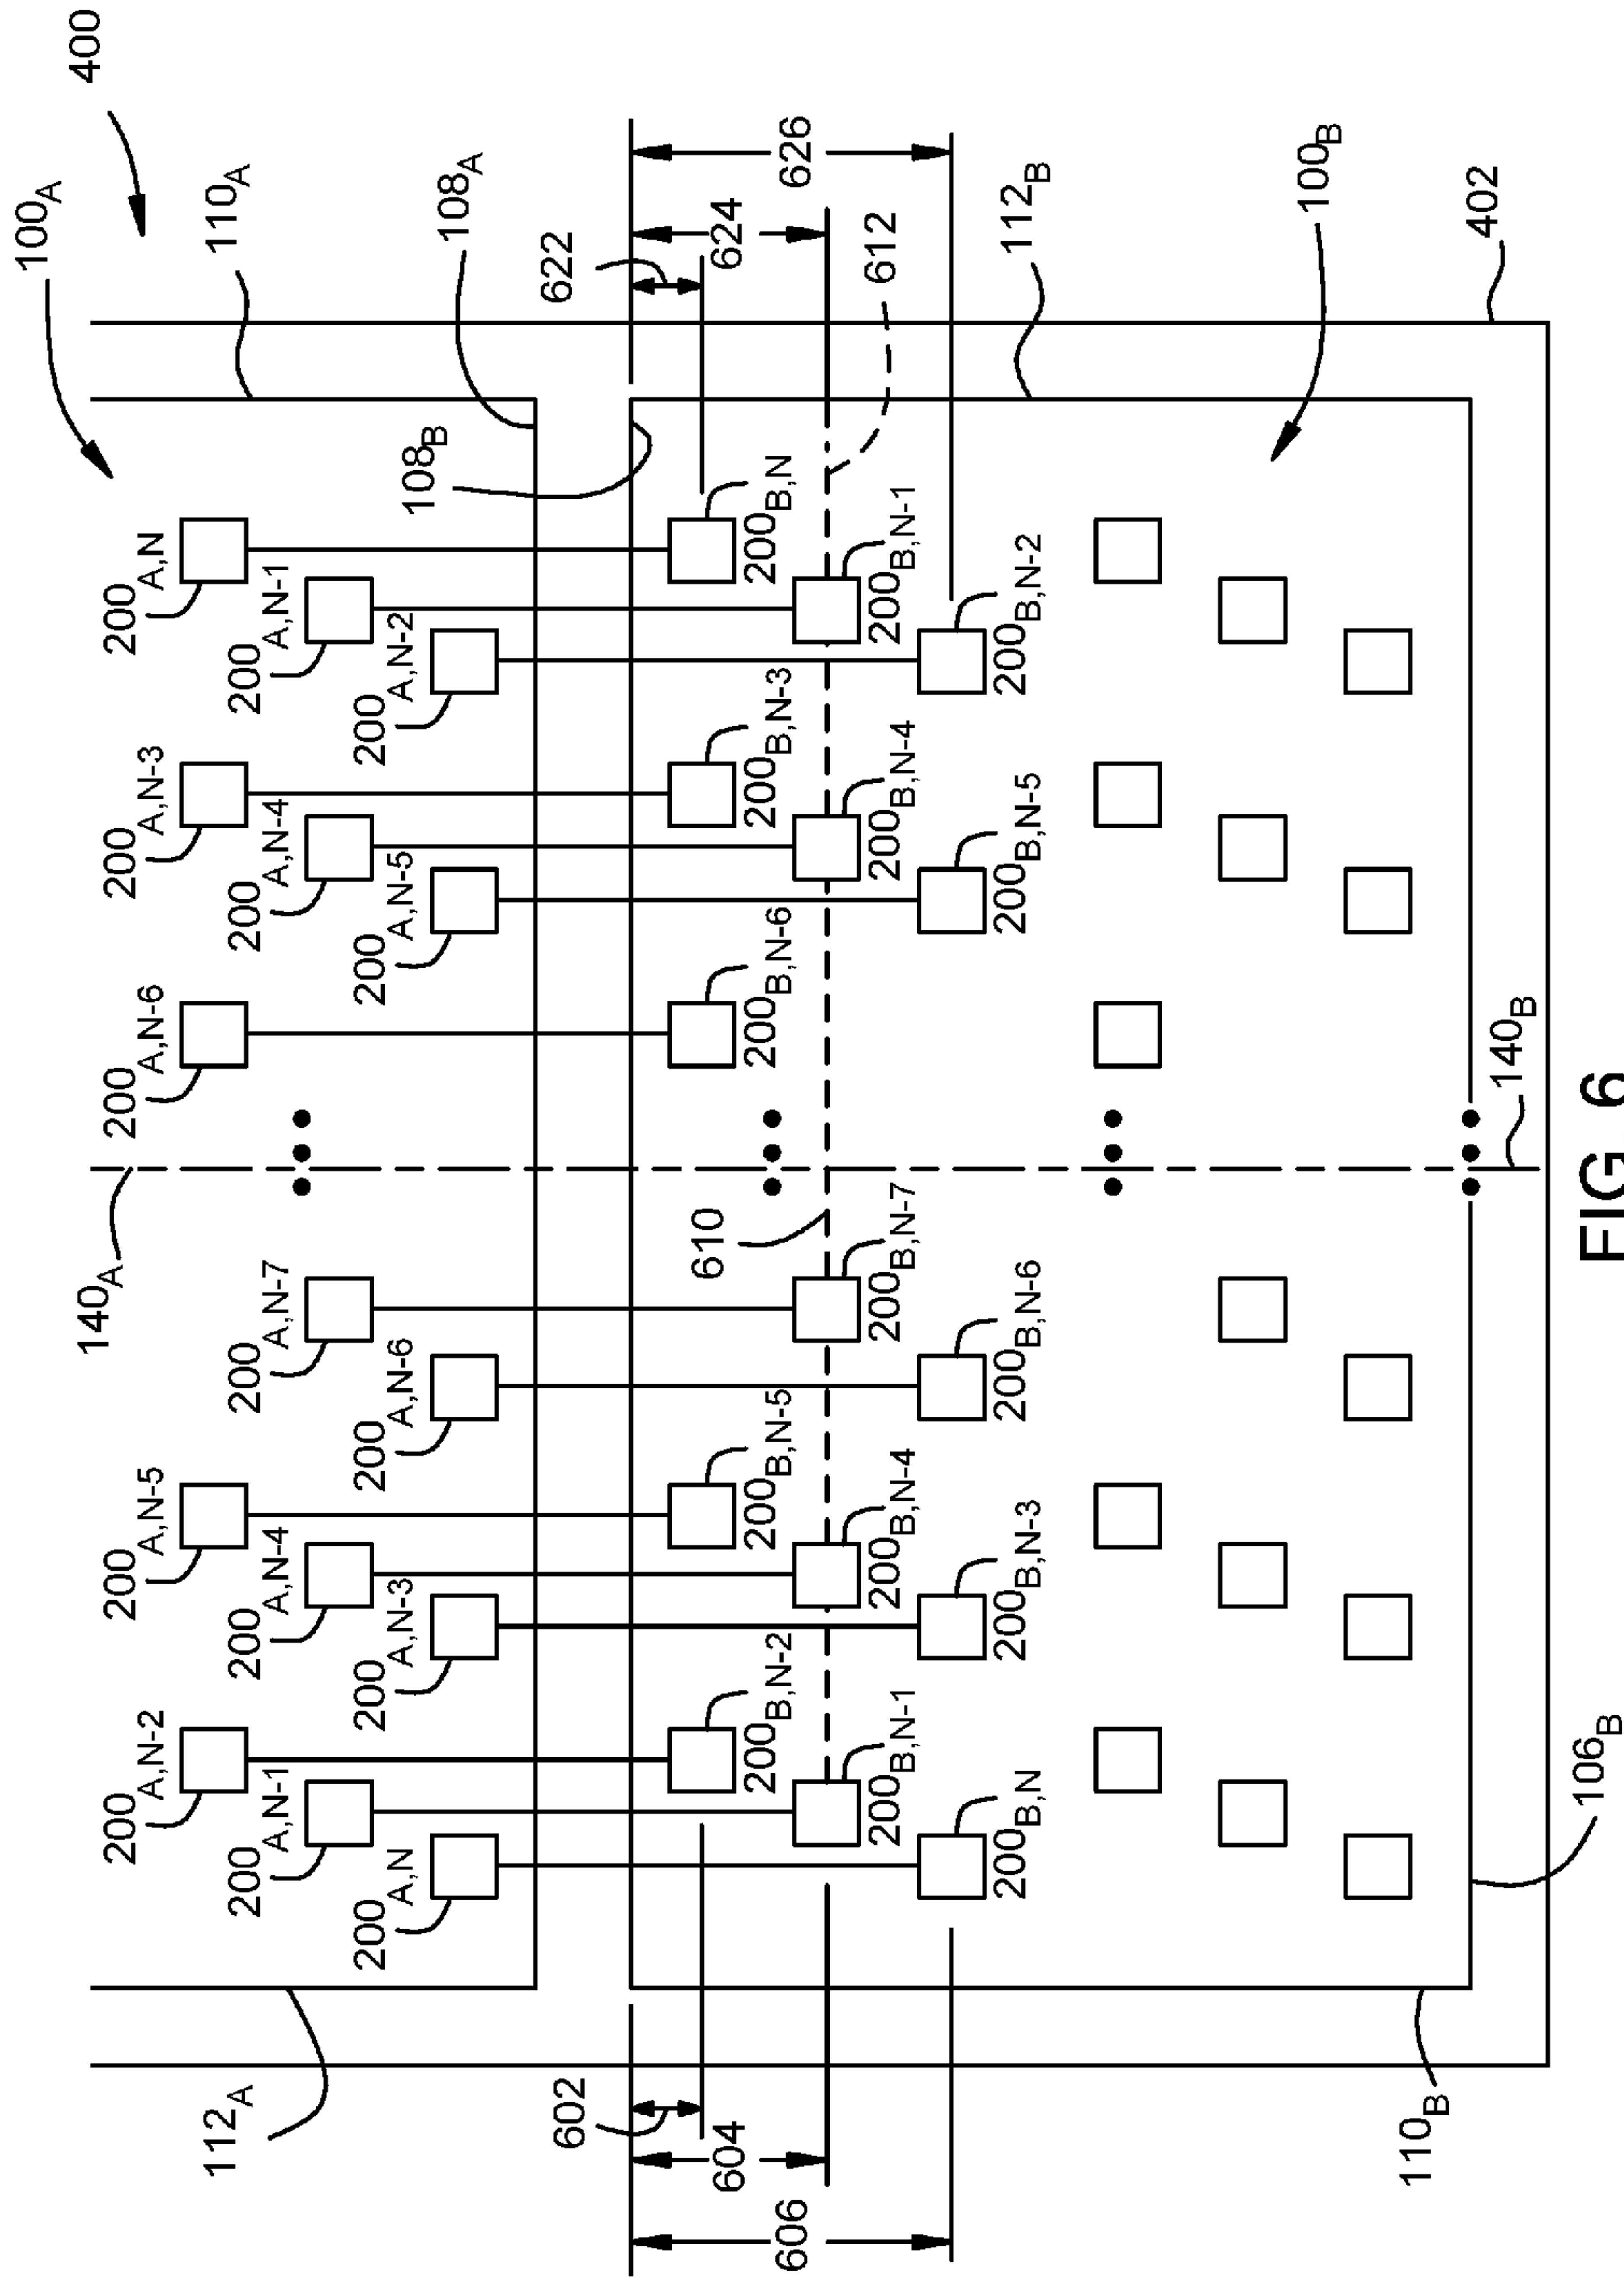 100A
400
140A
200A,N-2
200A,N-5
200A,N-6
200A,N-3
200A,N
112A
110A
200A,N-1
200A,N-4
200A,N-7
200A,N-4
200A,N-1
200A,N
200A,N-3
200A,N-6
200A,N-5
200A,N-2
108B
108A
602
622
610
604
624
200B,N-2
200B,N-5
200B,N-6
200B,N-3
200B,N
606
626
200B,N-1
200B,N-4
200B,N-7
200B,N-4
200B,N-1
612
200B,N
200B,N-3
200B,N-6
200B,N-5
200B,N-2
112B
100B
110B
402
140B
106B
FIG. 6